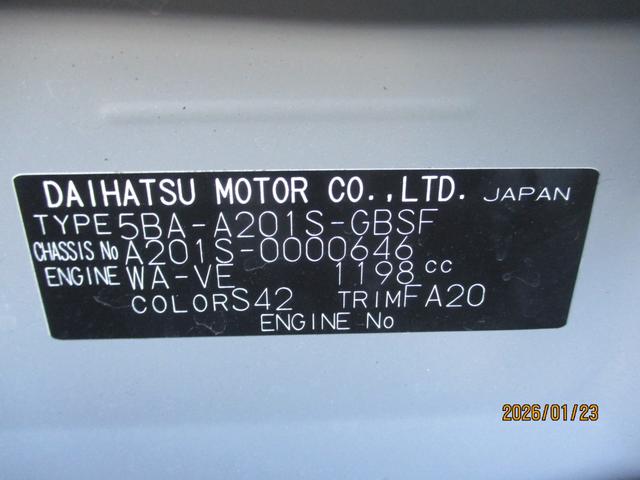 DAIHATSU MOTOR CO.,LTD. JAPAN
TYPE 5BA-A201S-GBSF
CHASSIS No A201S-0000646
ENGINE WA-VE 1198 cc
COLOR S42 TRIM FA20
ENGINE No
2026/01/23